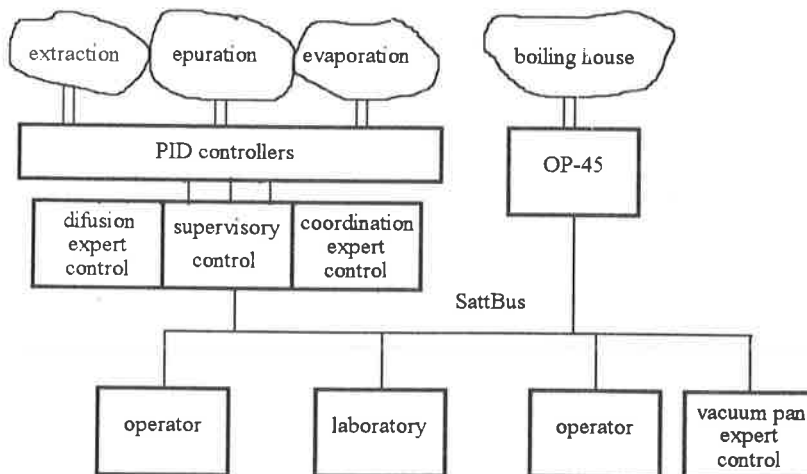 extraction
epuration
evaporation
boiling house
PID controllers
OP-45
difusion
expert
control
supervisory
control
coordination
expert
control
SattBus
operator
laboratory
operator
vacuum pan
expert
control